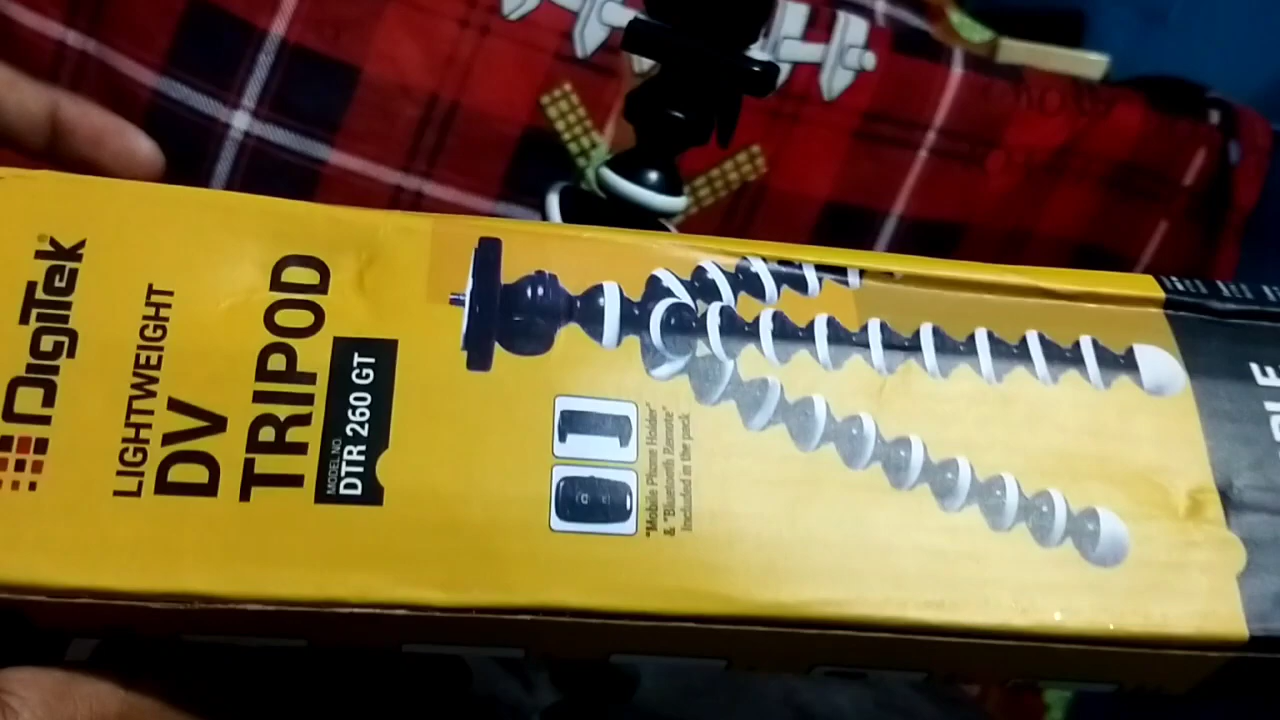 DigiTek®
LIGHTWEIGHT
DV
TRIPOD
MODEL NO.
DTR 260 GT
"Mobile Phone Holder"
& "Bluetooth Remote"
Included in the pack